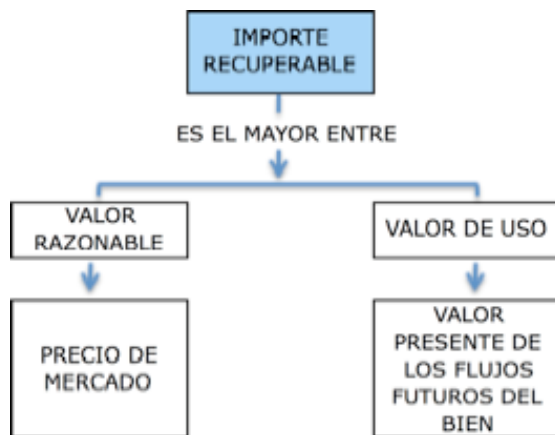 IMPORTE
RECUPERABLE
ES EL MAYOR ENTRE
VALOR
RAZONABLE
VALOR DE USO
PRECIO DE
MERCADO
VALOR
PRESENTE DE
LOS FLUJOS
FUTUROS DEL
BIEN